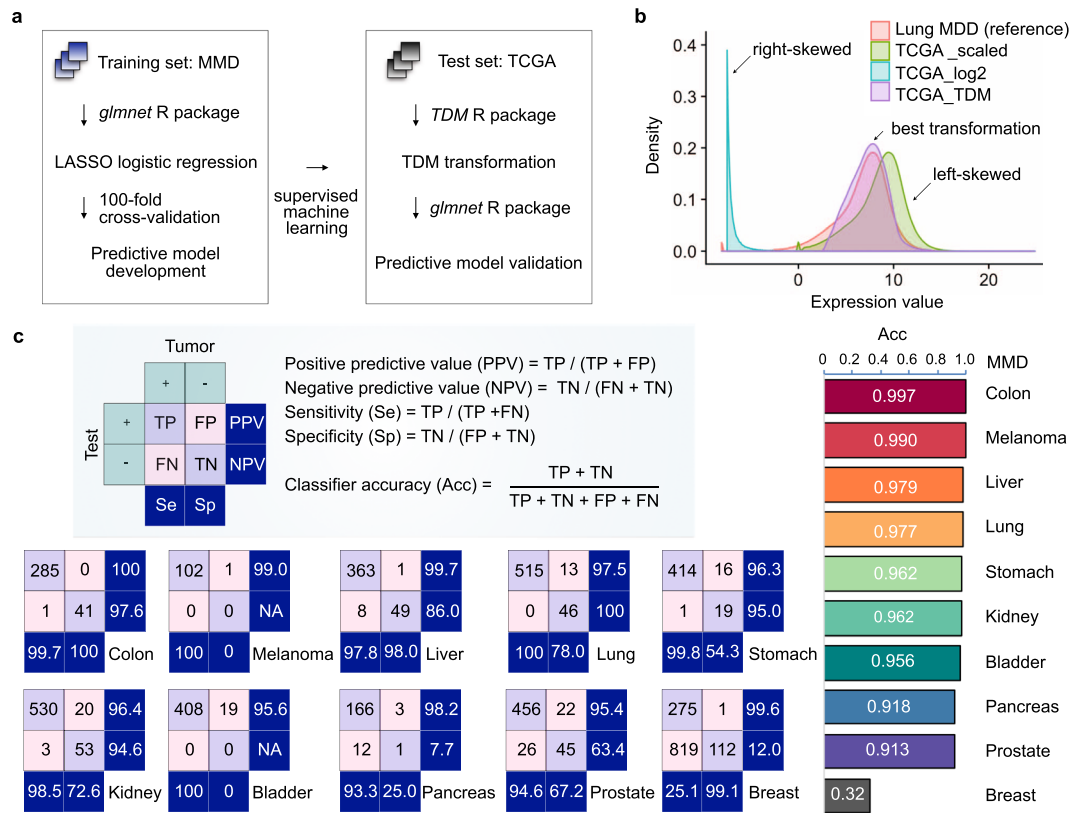 a
Training set: MMD
glmnet R package
LASSO logistic regression
100-fold
cross-validation
Predictive model
development
supervised
machine
learning
Test set: TCGA
TDM R package
TDM transformation
glmnet R package
Predictive model validation
b
Lung MDD (reference)
TCGA _scaled
TCGA_log2
TCGA_TDM
right-skewed
best transformation
left-skewed
Density
0.4
0.3
0.2
0.1
0.0
0 10 20
Expression value
c
Tumor
+ -
Test
+ TP FP PPV
- FN TN NPV
Se Sp
Positive predictive value (PPV) = TP / (TP + FP)
Negative predictive value (NPV) = TN / (FN + TN)
Sensitivity (Se) = TP / (TP +FN)
Specificity (Sp) = TN / (FP + TN)
Classifier accuracy (Acc) =
TP + TN
TP + TN + FP + FN
285 0 100
1 41 97.6
99.7 100 Colon
102 1 99.0
0 0 NA
100 0 Melanoma
363 1 99.7
8 49 86.0
97.8 98.0 Liver
515 13 97.5
0 46 100
100 78.0 Lung
414 16 96.3
1 19 95.0
99.8 54.3 Stomach
530 20 96.4
3 53 94.6
98.5 72.6 Kidney
408 19 95.6
0 0 NA
100 0 Bladder
166 3 98.2
12 1 7.7
93.3 25.0 Pancreas
456 22 95.4
26 45 63.4
94.6 67.2 Prostate
275 1 99.6
819 112 12.0
25.1 99.1 Breast
Acc
0 0.2 0.4 0.6 0.8 1.0
MMD
0.997 Colon
0.990 Melanoma
0.979 Liver
0.977 Lung
0.962 Stomach
0.962 Kidney
0.956 Bladder
0.918 Pancreas
0.913 Prostate
0.32 Breast